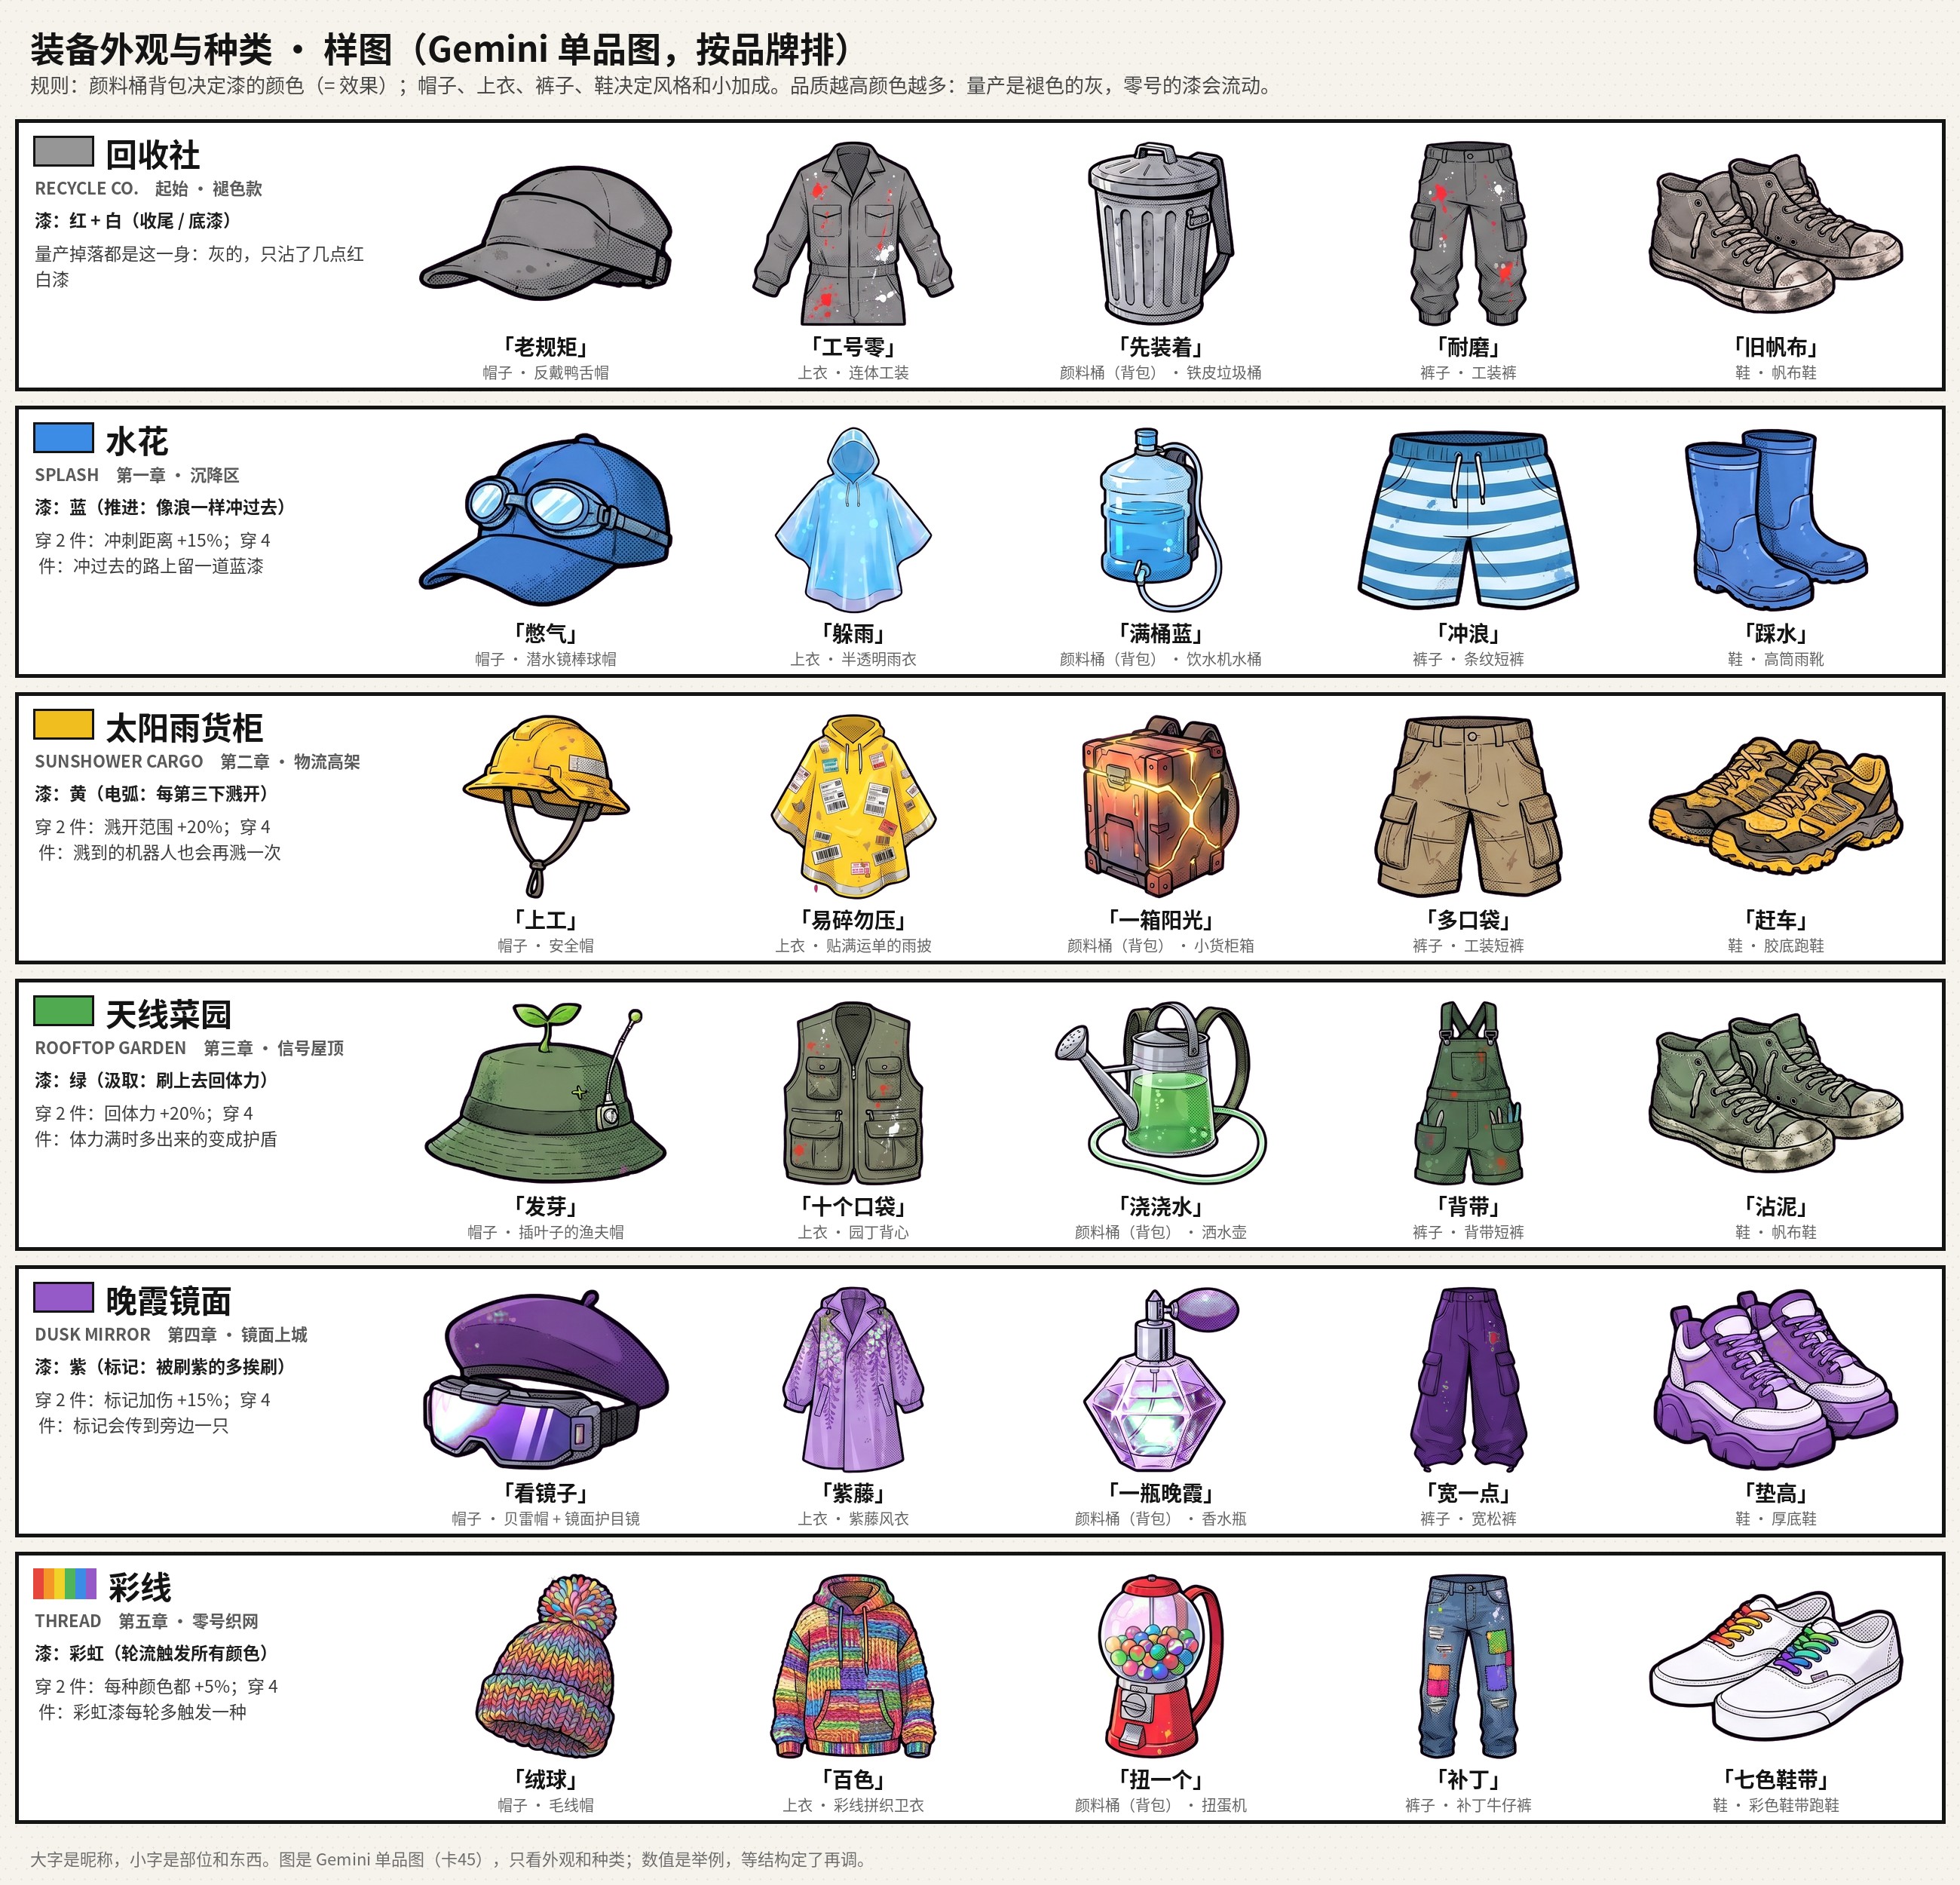 装备外观与种类 · 样图（Gemini 单品图，按品牌排）
规则：颜料桶背包决定漆的颜色（= 效果）；帽子、上衣、裤子、鞋决定风格和小加成。品质越高颜色越多：量产是褪色的灰，零号的漆会流动。
回收社
RECYCLE CO. 起始 · 褪色款
漆：红 + 白（收尾 / 底漆）
量产掉落都是这一身：灰的，只沾了几点红
白漆
「老规矩」
帽子 · 反戴鸭舌帽
「工号零」
上衣 · 连体工装
「先装着」
颜料桶（背包） · 铁皮垃圾桶
「耐磨」
裤子 · 工装裤
「旧帆布」
鞋 · 帆布鞋
水花
SPLASH 第一章 · 沉降区
漆：蓝（推进：像浪一样冲过去）
穿 2 件：冲刺距离 +15%；穿 4
件：冲过去的路上留一道蓝漆
「憋气」
帽子 · 潜水镜棒球帽
「躲雨」
上衣 · 半透明雨衣
「满桶蓝」
颜料桶（背包） · 饮水机水桶
「冲浪」
裤子 · 条纹短裤
「踩水」
鞋 · 高筒雨靴
太阳雨货柜
SUNSHOWER CARGO 第二章 · 物流高架
漆：黄（电弧：每第三下溅开）
穿 2 件：溅开范围 +20%；穿 4
件：溅到的机器人也会再溅一次
「上工」
帽子 · 安全帽
「易碎勿压」
上衣 · 贴满运单的雨披
「一箱阳光」
颜料桶（背包） · 小货柜箱
「多口袋」
裤子 · 工装短裤
「赶车」
鞋 · 胶底跑鞋
天线菜园
ROOFTOP GARDEN 第三章 · 信号屋顶
漆：绿（汲取：刷上去回体力）
穿 2 件：回体力 +20%；穿 4
件：体力满时多出来的变成护盾
「发芽」
帽子 · 插叶子的渔夫帽
「十个口袋」
上衣 · 园丁背心
「浇浇水」
颜料桶（背包） · 洒水壶
「背带」
裤子 · 背带短裤
「沾泥」
鞋 · 帆布鞋
晚霞镜面
DUSK MIRROR 第四章 · 镜面上城
漆：紫（标记：被刷紫的多挨刷）
穿 2 件：标记加伤 +15%；穿 4
件：标记会传到旁边一只
「看镜子」
帽子 · 贝雷帽 + 镜面护目镜
「紫藤」
上衣 · 紫藤风衣
「一瓶晚霞」
颜料桶（背包） · 香水瓶
「宽一点」
裤子 · 宽松裤
「垫高」
鞋 · 厚底鞋
彩线
THREAD 第五章 · 零号织网
漆：彩虹（轮流触发所有颜色）
穿 2 件：每种颜色都 +5%；穿 4
件：彩虹漆每轮多触发一种
「绒球」
帽子 · 毛线帽
「百色」
上衣 · 彩线拼织卫衣
「扭一个」
颜料桶（背包） · 扭蛋机
「补丁」
裤子 · 补丁牛仔裤
「七色鞋带」
鞋 · 彩色鞋带跑鞋
大字是昵称，小字是部位和东西。图是 Gemini 单品图（卡45），只看外观和种类；数值是举例，等结构定了再调。